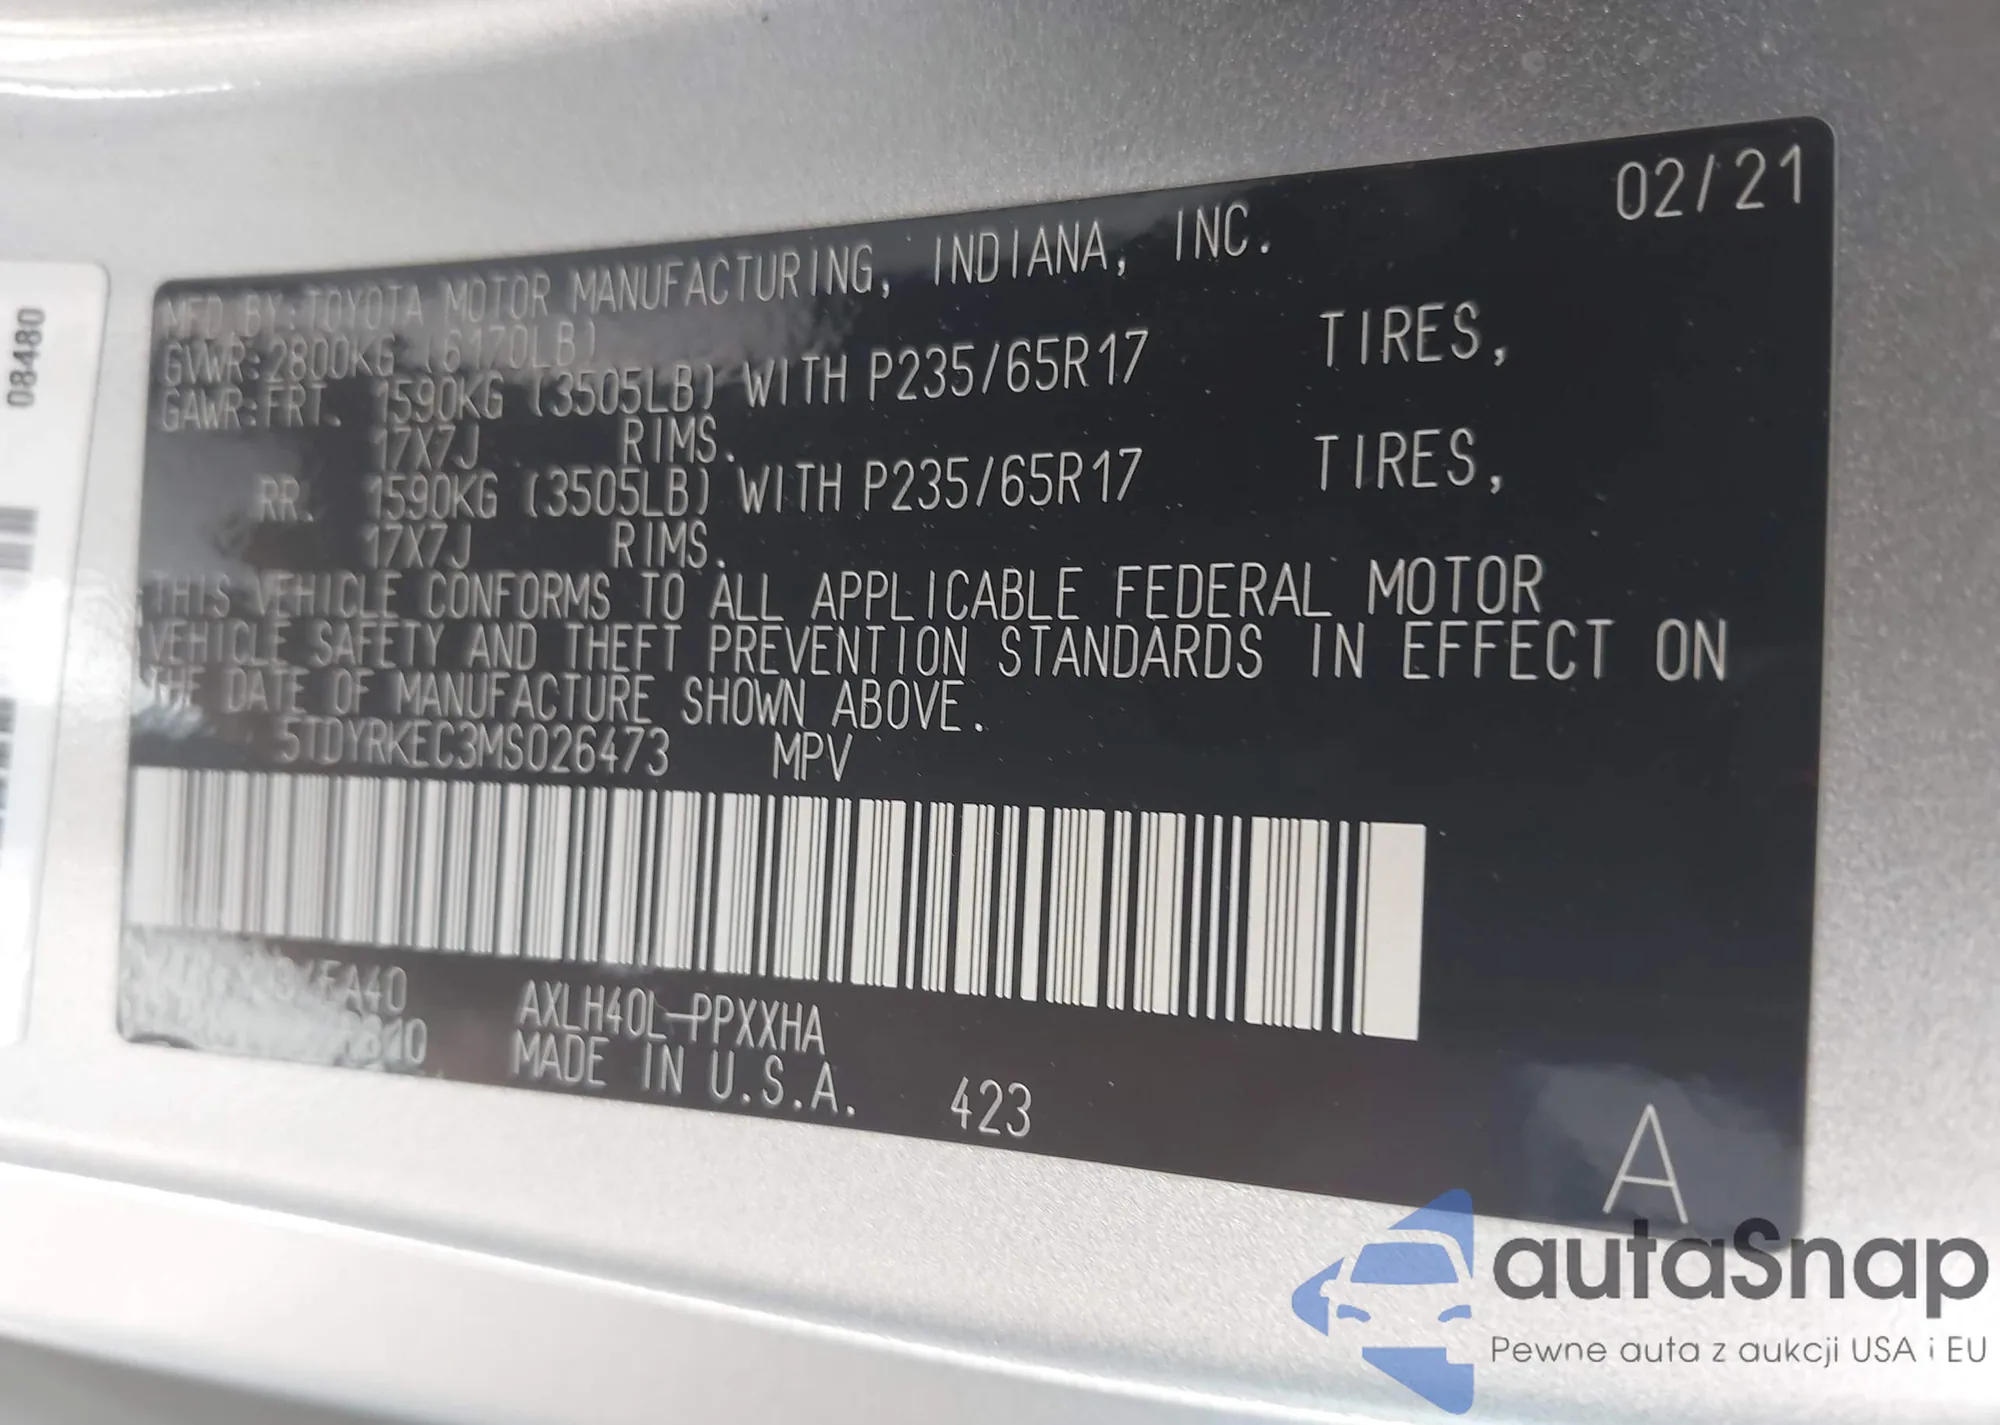 02/21
MFD BY:TOYOTA MOTOR MANUFACTURING, INDIANA, INC.
GVWR:2800KG (6170LB)
GAWR:FRT. 1590KG (3505LB) WITH P235/65R17 TIRES,
17X7J RIMS.
RR. 1590KG (3505LB) WITH P235/65R17 TIRES,
17X7J RIMS.
THIS VEHICLE CONFORMS TO ALL APPLICABLE FEDERAL MOTOR
VEHICLE SAFETY AND THEFT PREVENTION STANDARDS IN EFFECT ON
THE DATE OF MANUFACTURE SHOWN ABOVE.
5TDYRKEC3MS026473 MPV
AXLH40L-PPXXHA
MADE IN U.S.A. 423
A
08480
autaSnap
Pewne auta z aukcji USA i EU